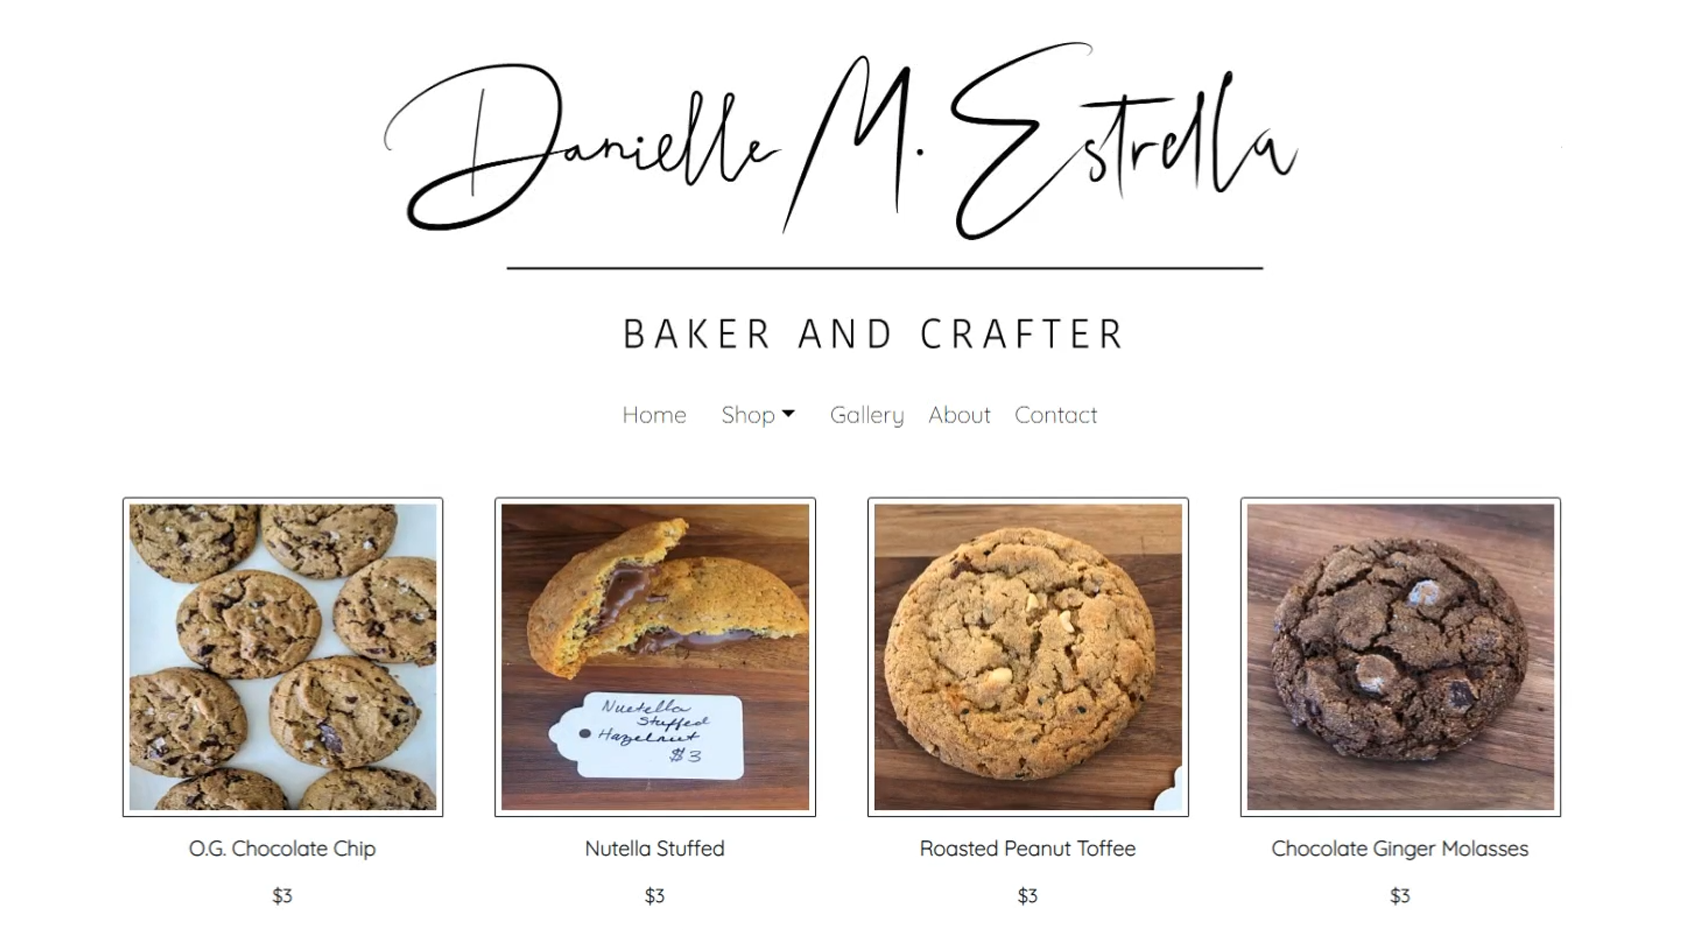 Danielle M. Estrella
BAKER AND CRAFTER
Home Shop Gallery About Contact
Nuetella
Stuffed
Hazelnut
$3
O.G. Chocolate Chip
Nutella Stuffed
Roasted Peanut Toffee
Chocolate Ginger Molasses
$3
$3
$3
$3